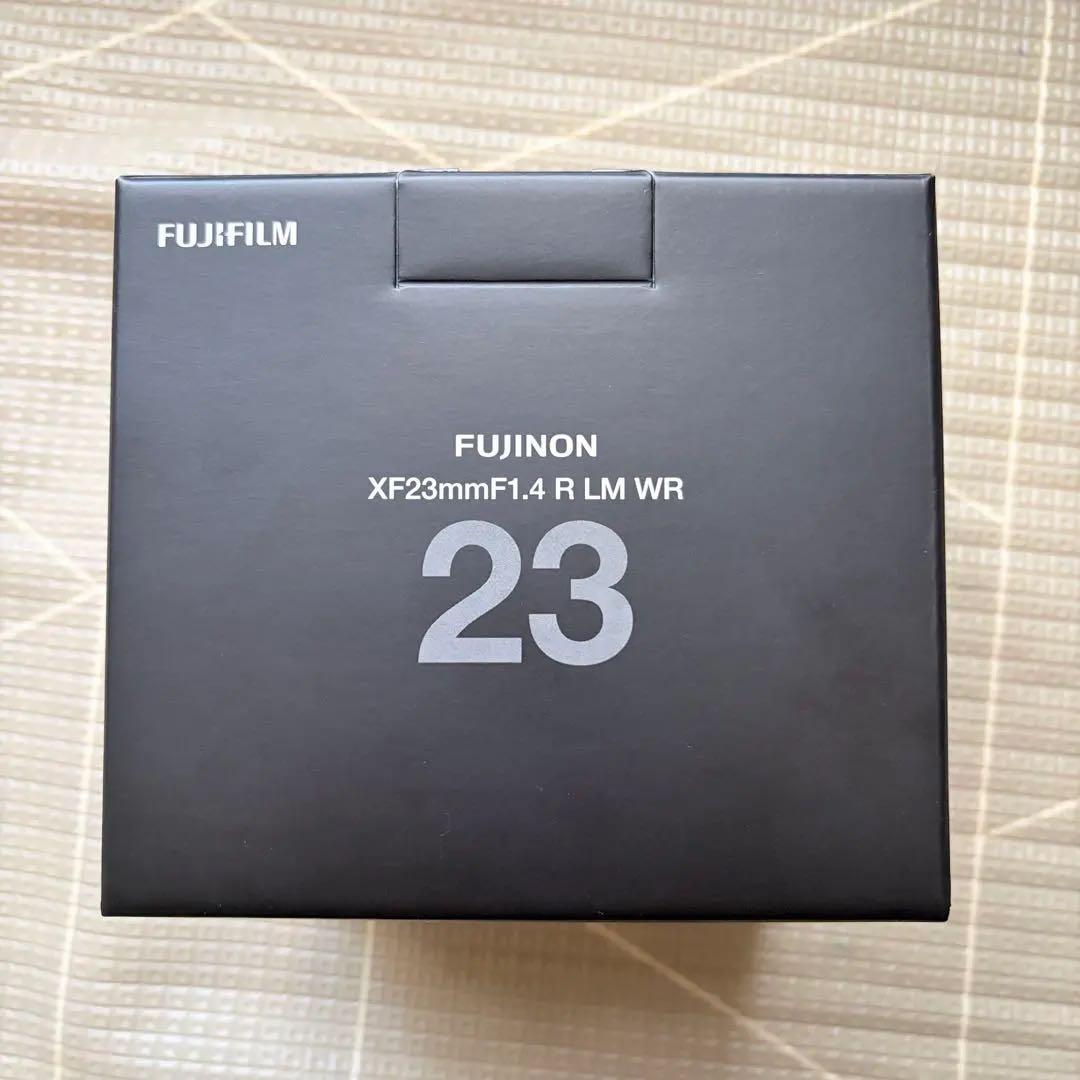 FUJIFILM
FUJINON
XF23mmF1.4 R LM WR
23